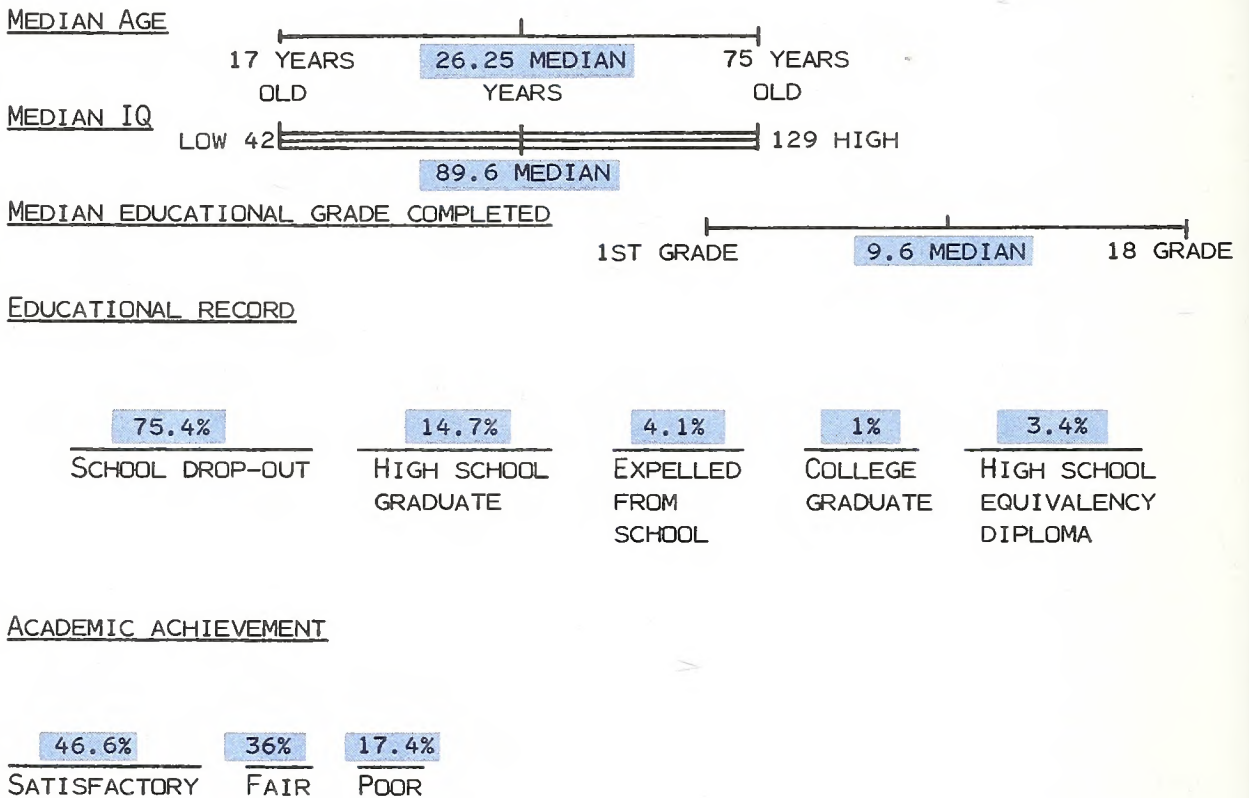 MEDIAN AGE
17 YEARS OLD
26.25 MEDIAN YEARS
75 YEARS OLD
MEDIAN IQ
LOW 42
129 HIGH
89.6 MEDIAN
MEDIAN EDUCATIONAL GRADE COMPLETED
1ST GRADE
9.6 MEDIAN
18 GRADE
EDUCATIONAL RECORD
75.4%
SCHOOL DROP-OUT
14.7%
HIGH SCHOOL
GRADUATE
4.1%
EXPELLED
FROM
SCHOOL
1%
COLLEGE
GRADUATE
3.4%
HIGH SCHOOL
EQUIVALENCY
DIPLOMA
ACADEMIC ACHIEVEMENT
46.6%
SATISFACTORY
36%
FAIR
17.4%
POOR